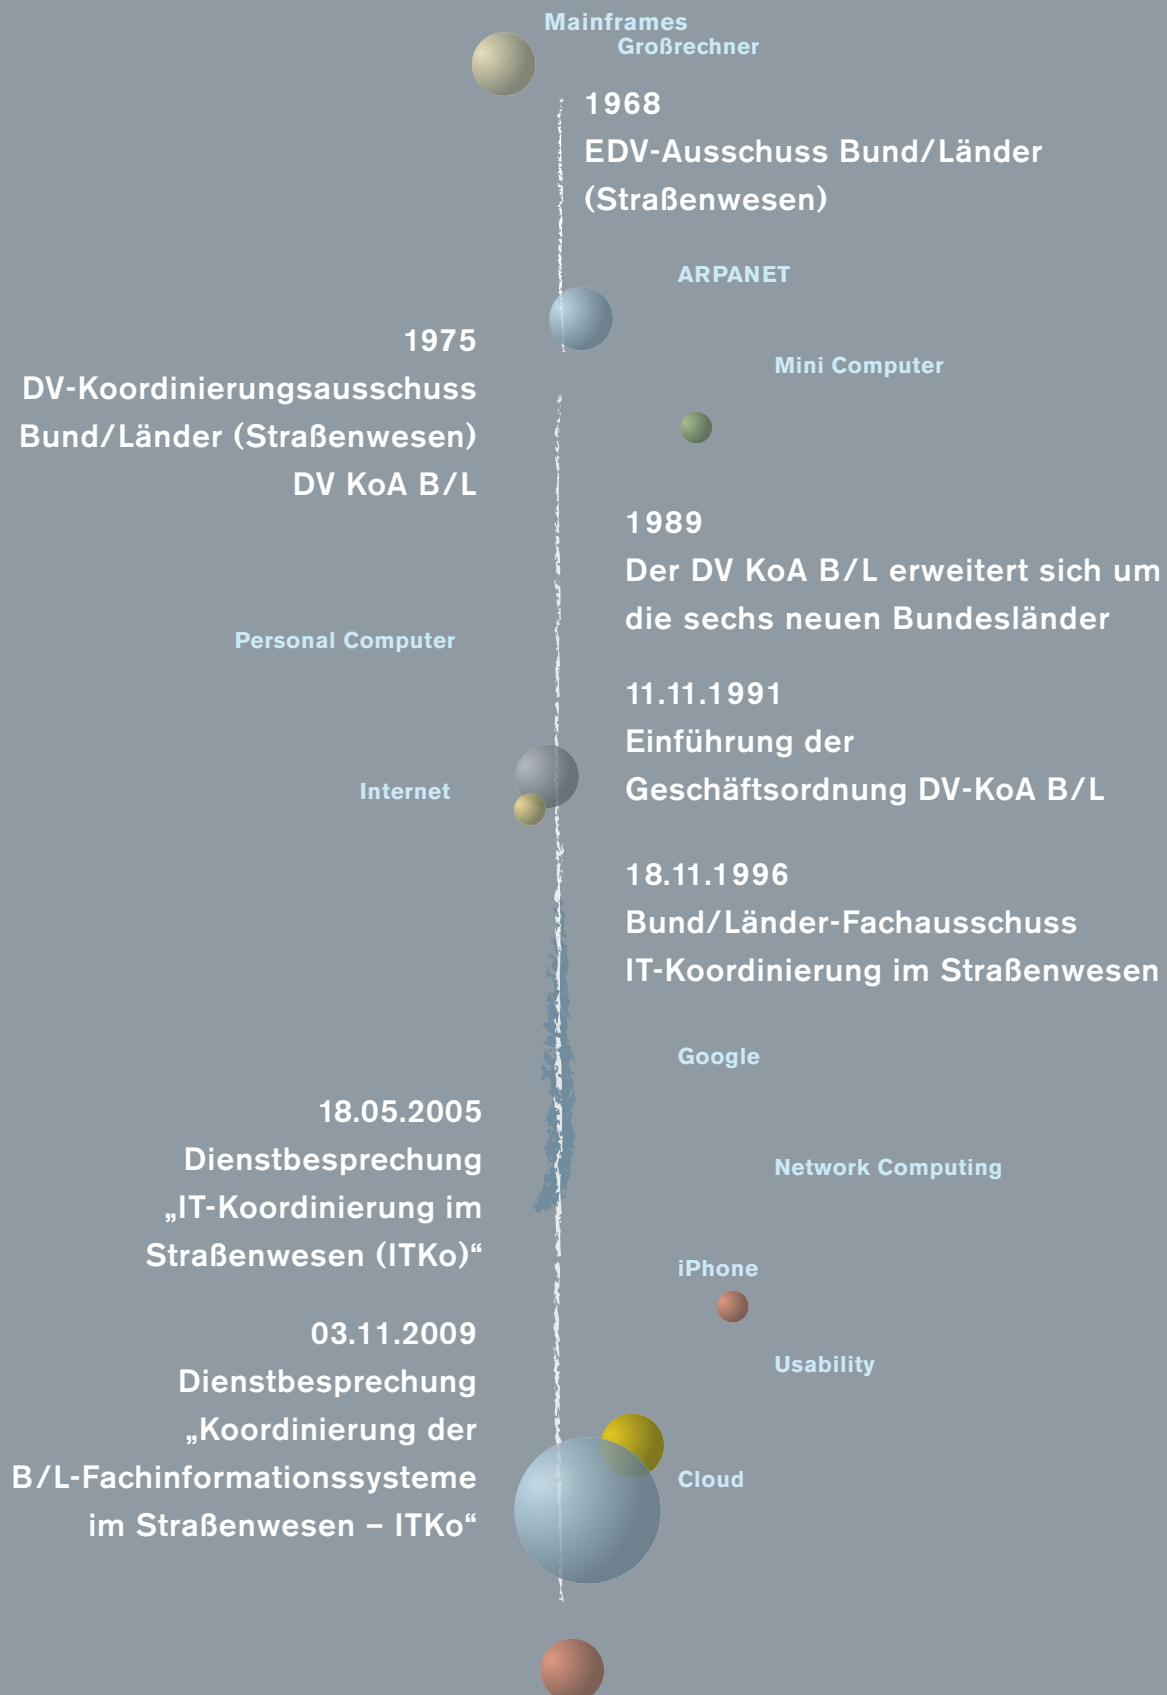 Mainframes
Großrechner
1968
EDV-Ausschuss Bund/Länder
(Straßenwesen)
ARPANET
1975
DV-Koordinierungsausschuss
Bund/Länder (Straßenwesen)
DV KoA B/L
Mini Computer
1989
Der DV KoA B/L erweitert sich um
die sechs neuen Bundesländer
Personal Computer
11.11.1991
Einführung der
Geschäftsordnung DV-KoA B/L
Internet
18.11.1996
Bund/Länder-Fachausschuss
IT-Koordinierung im Straßenwesen
Google
18.05.2005
Dienstbesprechung
„IT-Koordinierung im
Straßenwesen (ITKo)“
Network Computing
iPhone
03.11.2009
Dienstbesprechung
„Koordinierung der
B/L-Fachinformationssysteme
im Straßenwesen – ITKo“
Usability
Cloud